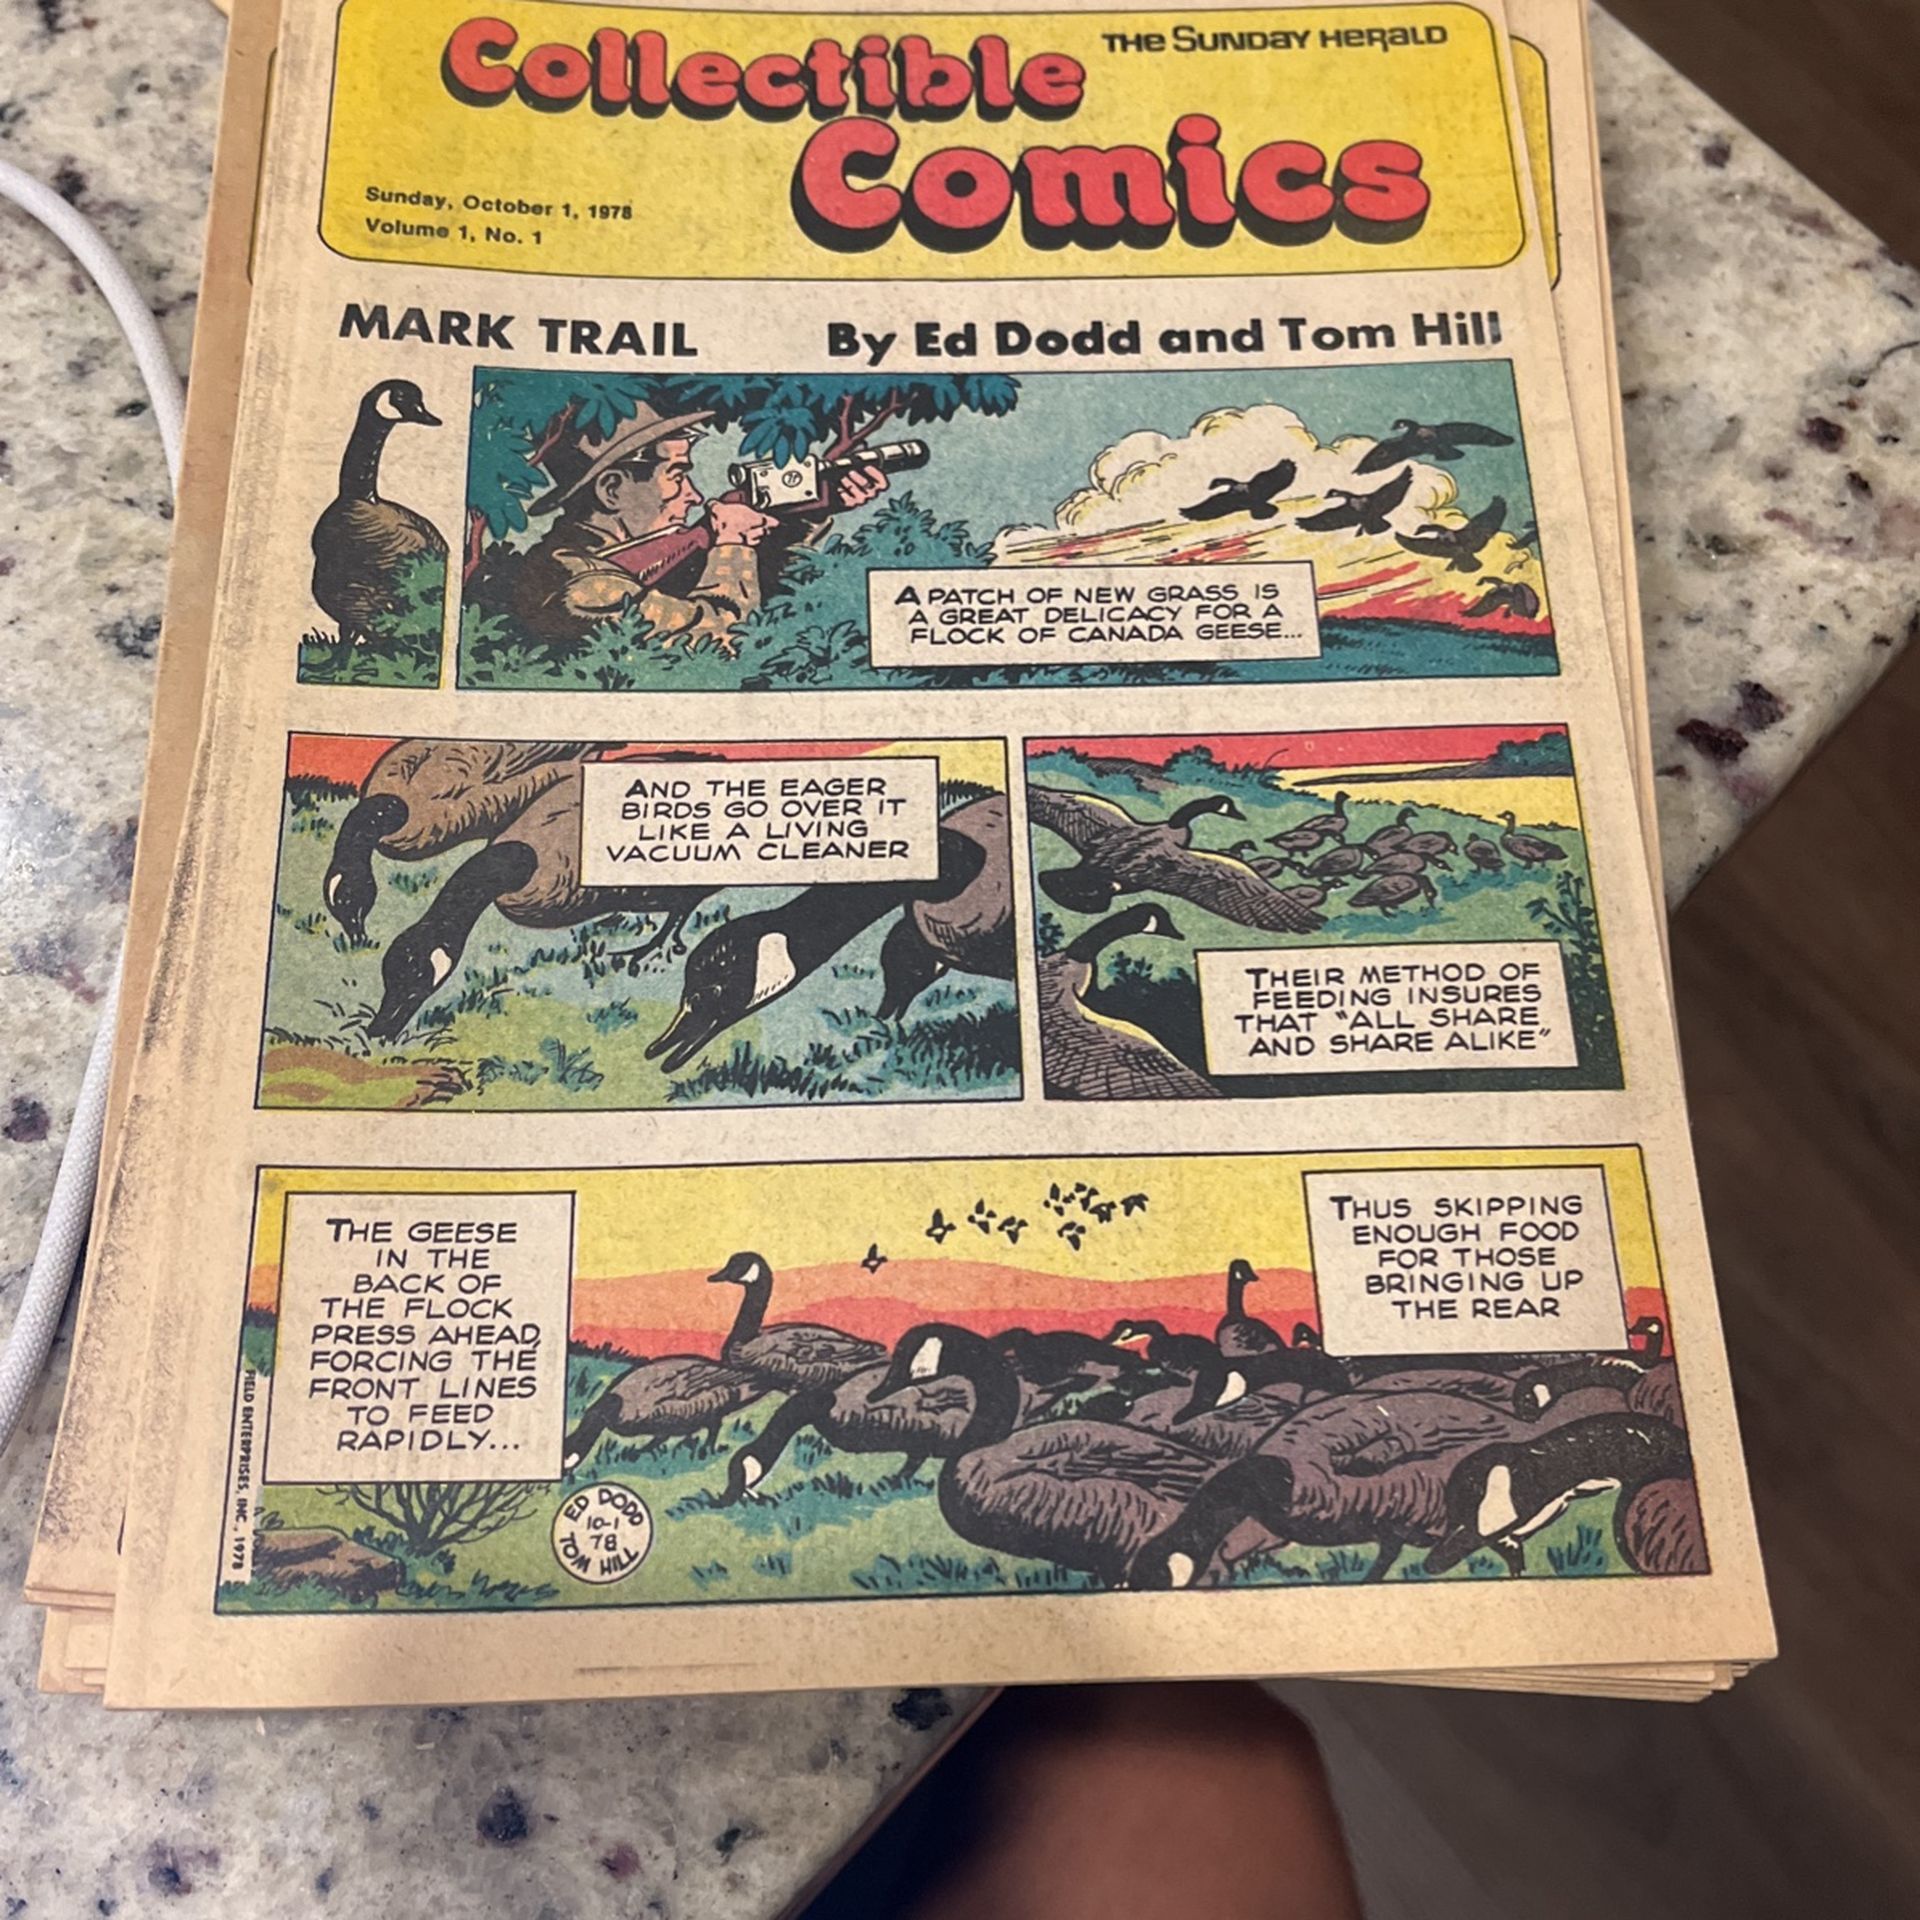 Collectible
THE SUNDAY HERALD
Comics
Sunday, October 1, 1978
Volume 1, No. 1
MARK TRAIL By Ed Dodd and Tom Hill
A PATCH OF NEW GRASS IS
A GREAT DELICACY FOR A
FLOCK OF CANADA GEESE...
AND THE EAGER
BIRDS GO OVER IT
LIKE A LIVING
VACUUM CLEANER
THEIR METHOD OF
FEEDING INSURES
THAT "ALL SHARE
AND SHARE ALIKE"
THE GEESE
IN THE
BACK OF
THE FLOCK
PRESS AHEAD,
FORCING THE
FRONT LINES
TO FEED
RAPIDLY...
THUS SKIPPING
ENOUGH FOOD
FOR THOSE
BRINGING UP
THE REAR
FIELD ENTERPRISES, INC., 1978
ED DODD
10-1
78
TOM HILL